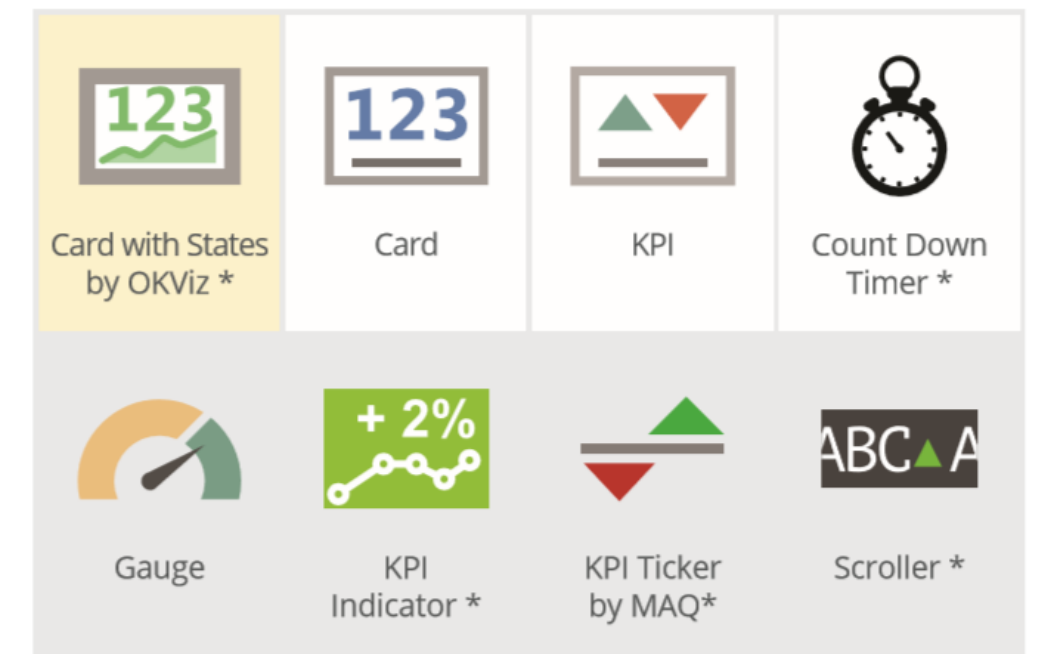 123
123
Card with States
by OKViz *
Card
KPI
Count Down
Timer *
+ 2%
ABC▲A
Gauge
KPI
Indicator *
KPI Ticker
by MAQ*
Scroller *